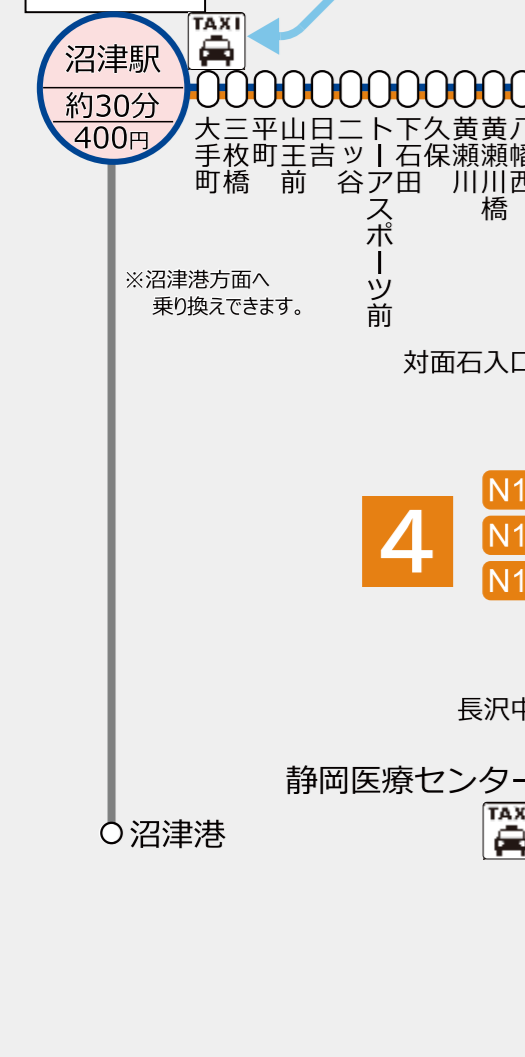 TAXI
沼津駅
約30分
400円
大手町
三枚橋
平町
山王前
日吉
二ッ谷
トーアスポーツ前
下石田
久保
黄瀬川
黄瀬川橋
※沼津港方面へ
乗り換えできます。
対面石入口
4
N1
N1
N1
長沢中
静岡医療センター
沼津港
TAX